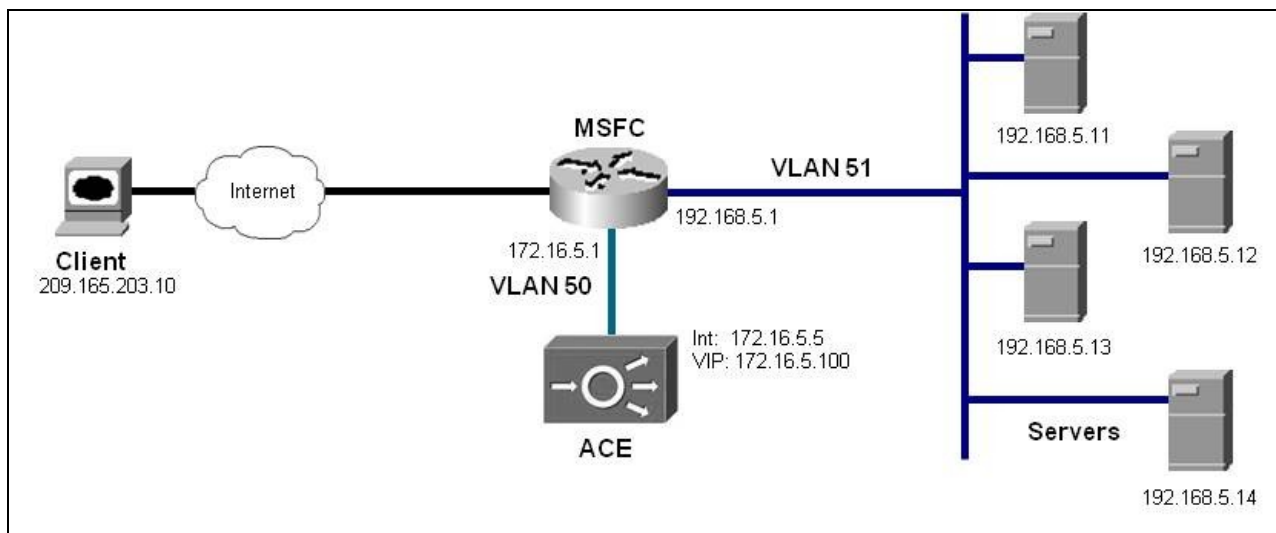 Client
209.165.203.10
Internet
MSFC
172.16.5.1
VLAN 50
192.168.5.1
VLAN 51
Int: 172.16.5.5
VIP: 172.16.5.100
ACE
192.168.5.11
192.168.5.12
192.168.5.13
Servers
192.168.5.14